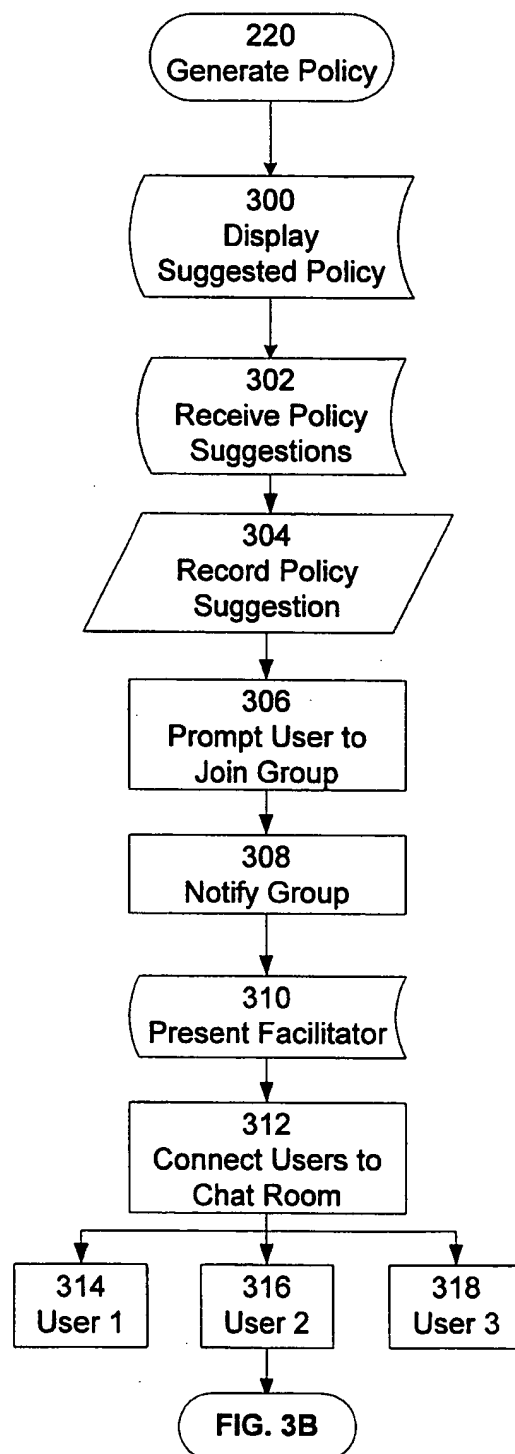 220
Generate Policy
300
Display
Suggested Policy
302
Receive Policy
Suggestions
304
Record Policy
Suggestion
306
Prompt User to
Join Group
308
Notify Group
310
Present Facilitator
312
Connect Users to
Chat Room
314
User 1
316
User 2
318
User 3
FIG. 3B